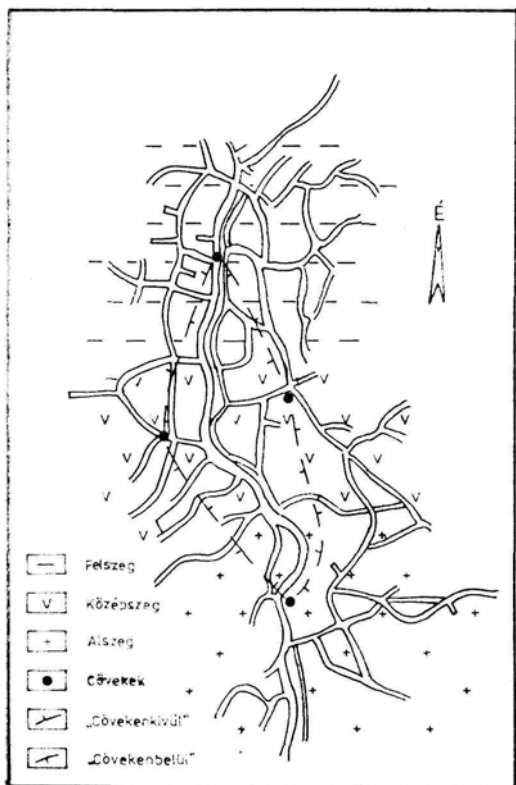 É
Felszeg
Középszeg
Alszeg
Cövekek
„Cövekenkívül"
„Cövekenbelül"